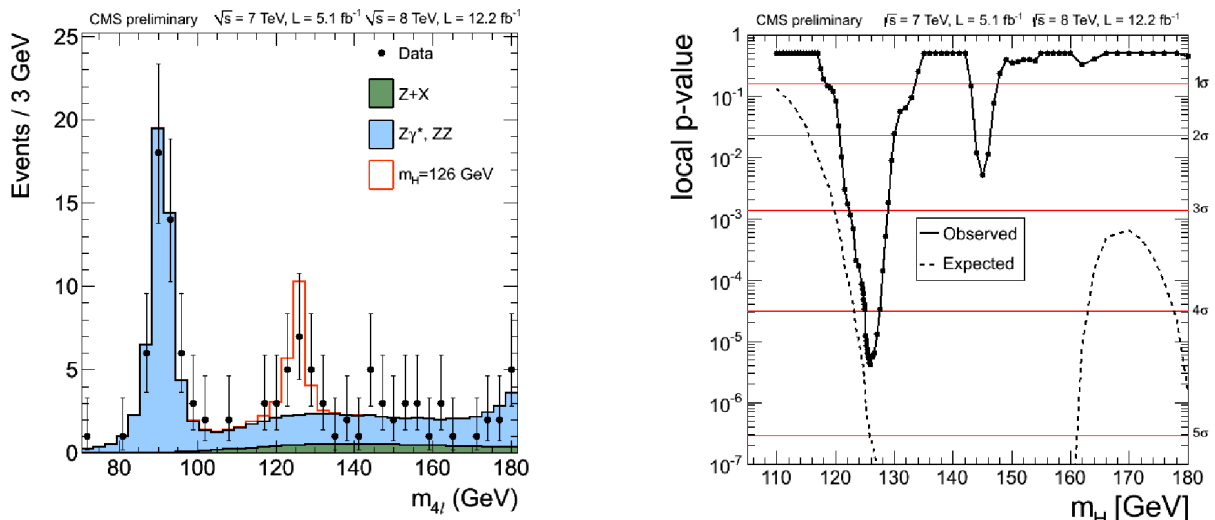 CMS preliminary √s = 7 TeV, L = 5.1 fb⁻¹ √s = 8 TeV, L = 12.2 fb⁻¹
Events / 3 GeV
25
20
15
10
5
0
Data
Z+X
Zγ*, ZZ
m_H=126 GeV
80 100 120 140 160 180
m_4ℓ (GeV)
CMS preliminary √s = 7 TeV, L = 5.1 fb⁻¹ √s = 8 TeV, L = 12.2 fb⁻¹
local p-value
1
10⁻¹
10⁻²
10⁻³
10⁻⁴
10⁻⁵
10⁻⁶
10⁻⁷
1σ
2σ
3σ
4σ
5σ
Observed
Expected
110 120 130 140 150 160 170 180
m_H [GeV]